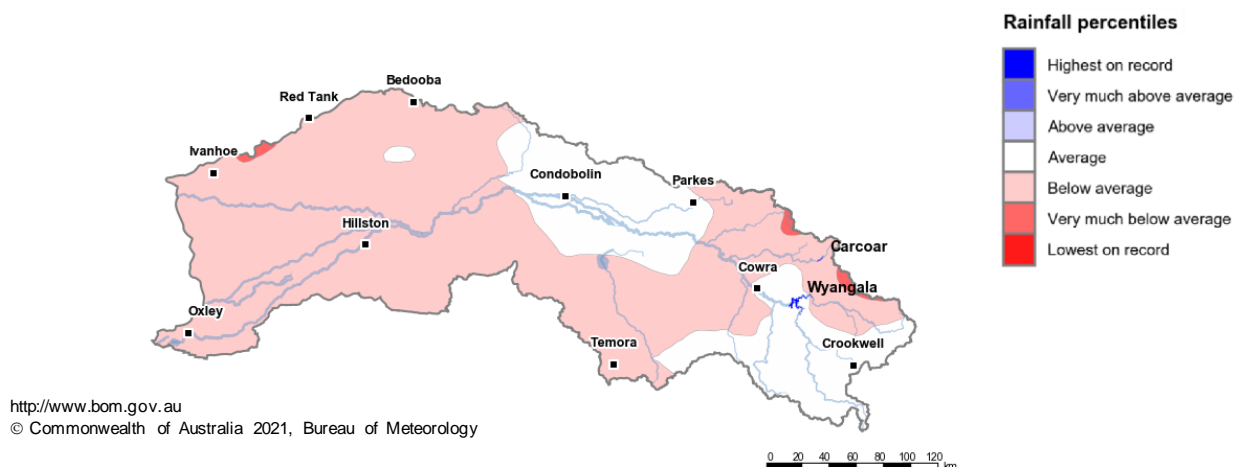 Rainfall percentiles
Highest on record
Very much above average
Above average
Average
Below average
Very much below average
Lowest on record
Bedooba
Red Tank
Ivanhoe
Condobolin
Parkes
Hillston
Carcoar
Cowra
Wyangala
Oxley
Temora
Crookwell
http://www.bom.gov.au
© Commonwealth of Australia 2021, Bureau of Meteorology
0 20 40 60 80 100 120
km